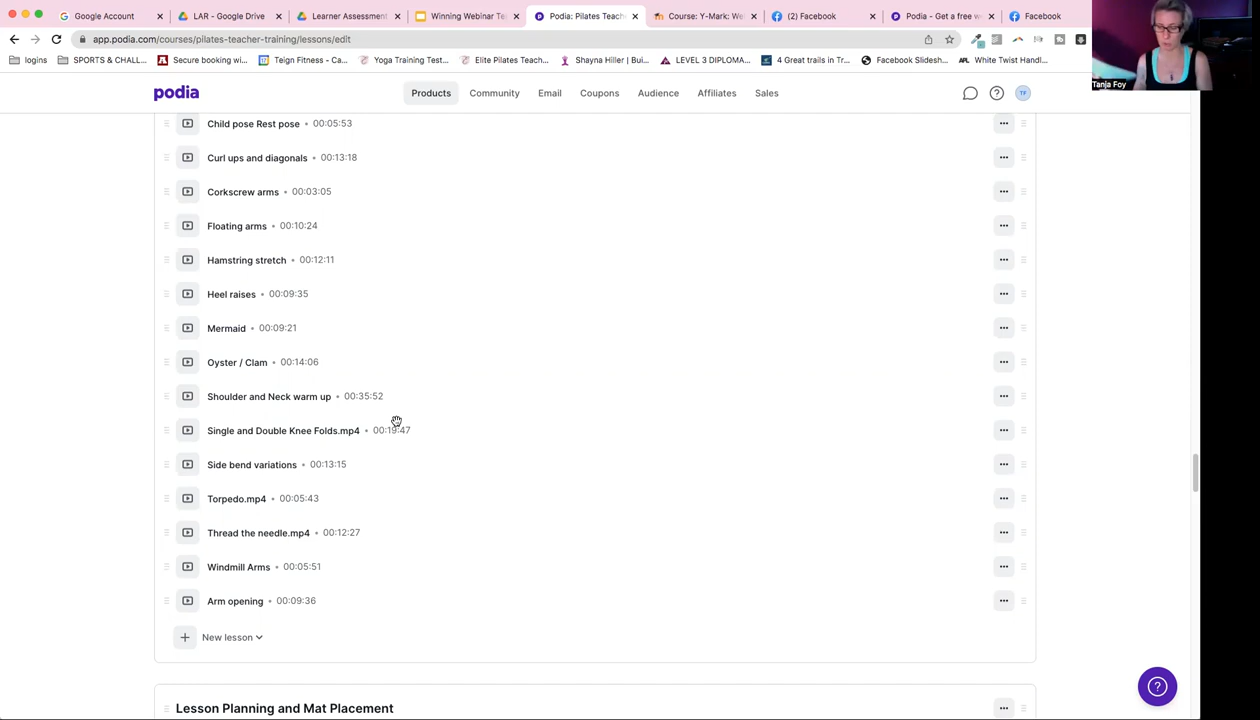 Google Account
LAR - Google Drive
Learner Assessment
Winning Webinar Te
Podia: Pilates Teach
Course: Y-Mark: We
(2) Facebook
Podia - Get a free w
Facebook
app.podia.com/courses/pilates-teacher-training/lessons/edit
logins
SPORTS & CHALL...
Secure booking wi...
Teign Fitness - Ca...
Yoga Training Test...
Elite Pilates Teach...
Shayna Hiller | Bui...
LEVEL 3 DIPLOMA...
4 Great trails in Tr...
Facebook Slidesh...
APL White Twist Handl...
Tania Foy
podia
Products Community Email Coupons Audience Affiliates Sales
TF
Child pose Rest pose • 00:05:53
Curl ups and diagonals • 00:13:18
Corkscrew arms • 00:03:05
Floating arms • 00:10:24
Hamstring stretch • 00:12:11
Heel raises • 00:09:35
Mermaid • 00:09:21
Oyster / Clam • 00:14:06
Shoulder and Neck warm up • 00:35:52
Single and Double Knee Folds.mp4 • 00:19:47
Side bend variations • 00:13:15
Torpedo.mp4 • 00:05:43
Thread the needle.mp4 • 00:12:27
Windmill Arms • 00:05:51
Arm opening • 00:09:36
New lesson
Lesson Planning and Mat Placement